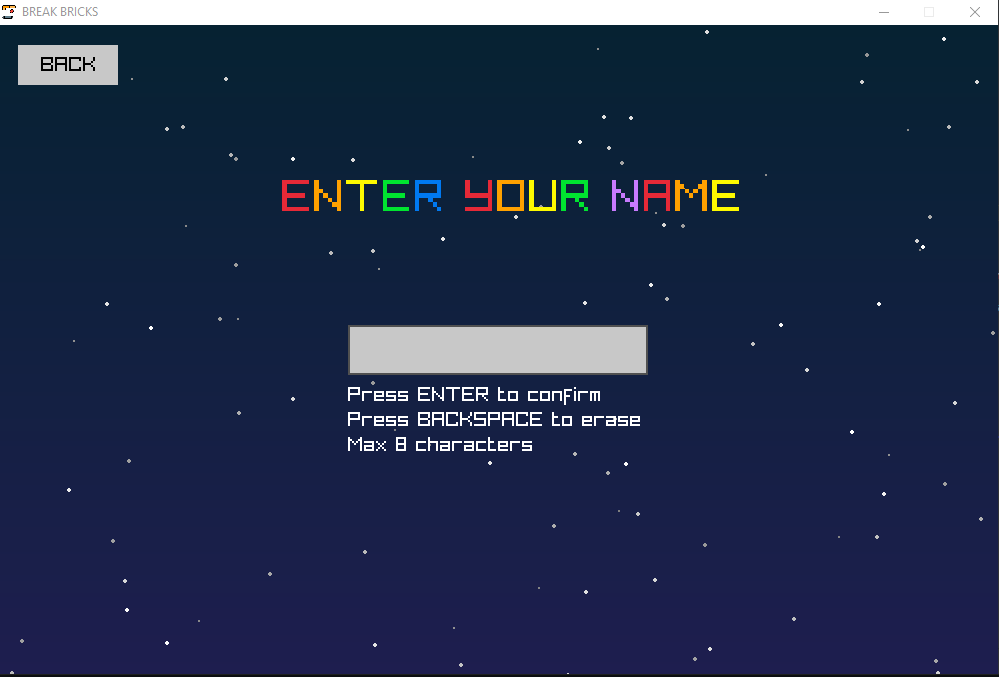 BREAK BRICKS
BACK
ENTER YOUR NAME
Press ENTER to confirm
Press BACKSPACE to erase
Max 8 characters